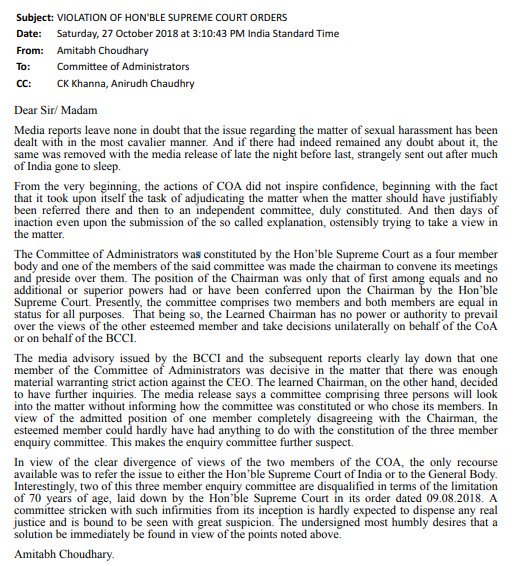 Subject: VIOLATION OF HON'BLE SUPREME COURT ORDERS
Date: Saturday, 27 October 2018 at 3:10:43 PM India Standard Time
From: Amitabh Choudhary
To: Committee of Administrators
CC: CK Khanna, Anirudh Chaudhry
Dear Sir/ Madam
Media reports leave none in doubt that the issue regarding the matter of sexual harassment has been
dealt with in the most cavalier manner. And if there had indeed remained any doubt about it, the
same was removed with the media release of late the night before last, strangely sent out after much
of India gone to sleep.
From the very beginning, the actions of COA did not inspire confidence, beginning with the fact
that it took upon itself the task of adjudicating the matter when the matter should have justifiably
been referred there and then to an independent committee, duly constituted. And then days of
inaction even upon the submission of the so called explanation, ostensibly trying to take a view in
the matter.
The Committee of Administrators was constituted by the Hon'ble Supreme Court as a four member
body and one of the members of the said committee was made the chairman to convene its meetings
and preside over them. The position of the Chairman was only that of first among equals and no
additional or superior powers had or have been conferred upon the Chairman by the Hon'ble
Supreme Court. Presently, the committee comprises two members and both members are equal in
status for all purposes. That being so, the Learned Chairman has no power or authority to prevail
over the views of the other esteemed member and take decisions unilaterally on behalf of the CoA
or on behalf of the BCCI.
The media advisory issued by the BCCI and the subsequent reports clearly lay down that one
member of the Committee of Administrators was decisive in the matter that there was enough
material warranting strict action against the CEO. The learned Chairman, on the other hand, decided
to have further inquiries. The media release says a committee comprising three persons will look
into the matter without informing how the committee was constituted or who chose its members. In
view of the admitted position of one member completely disagreeing with the Chairman, the
esteemed member could hardly have had anything to do with the constitution of the three member
enquiry committee. This makes the enquiry committee further suspect.
In view of the clear divergence of views of the two members of the COA, the only recourse
available was to refer the issue to either the Hon'ble Supreme Court of India or to the General Body.
Interestingly, two of this three member enquiry committee are disqualified in terms of the limitation
of 70 years of age, laid down by the Hon'ble Supreme Court in its order dated 09.08.2018. A
committee stricken with such infirmities from its inception is hardly expected to dispense any real
justice and is bound to be seen with great suspicion. The undersigned most humbly desires that a
solution be immediately be found in view of the points noted above.
Amitabh Choudhary.